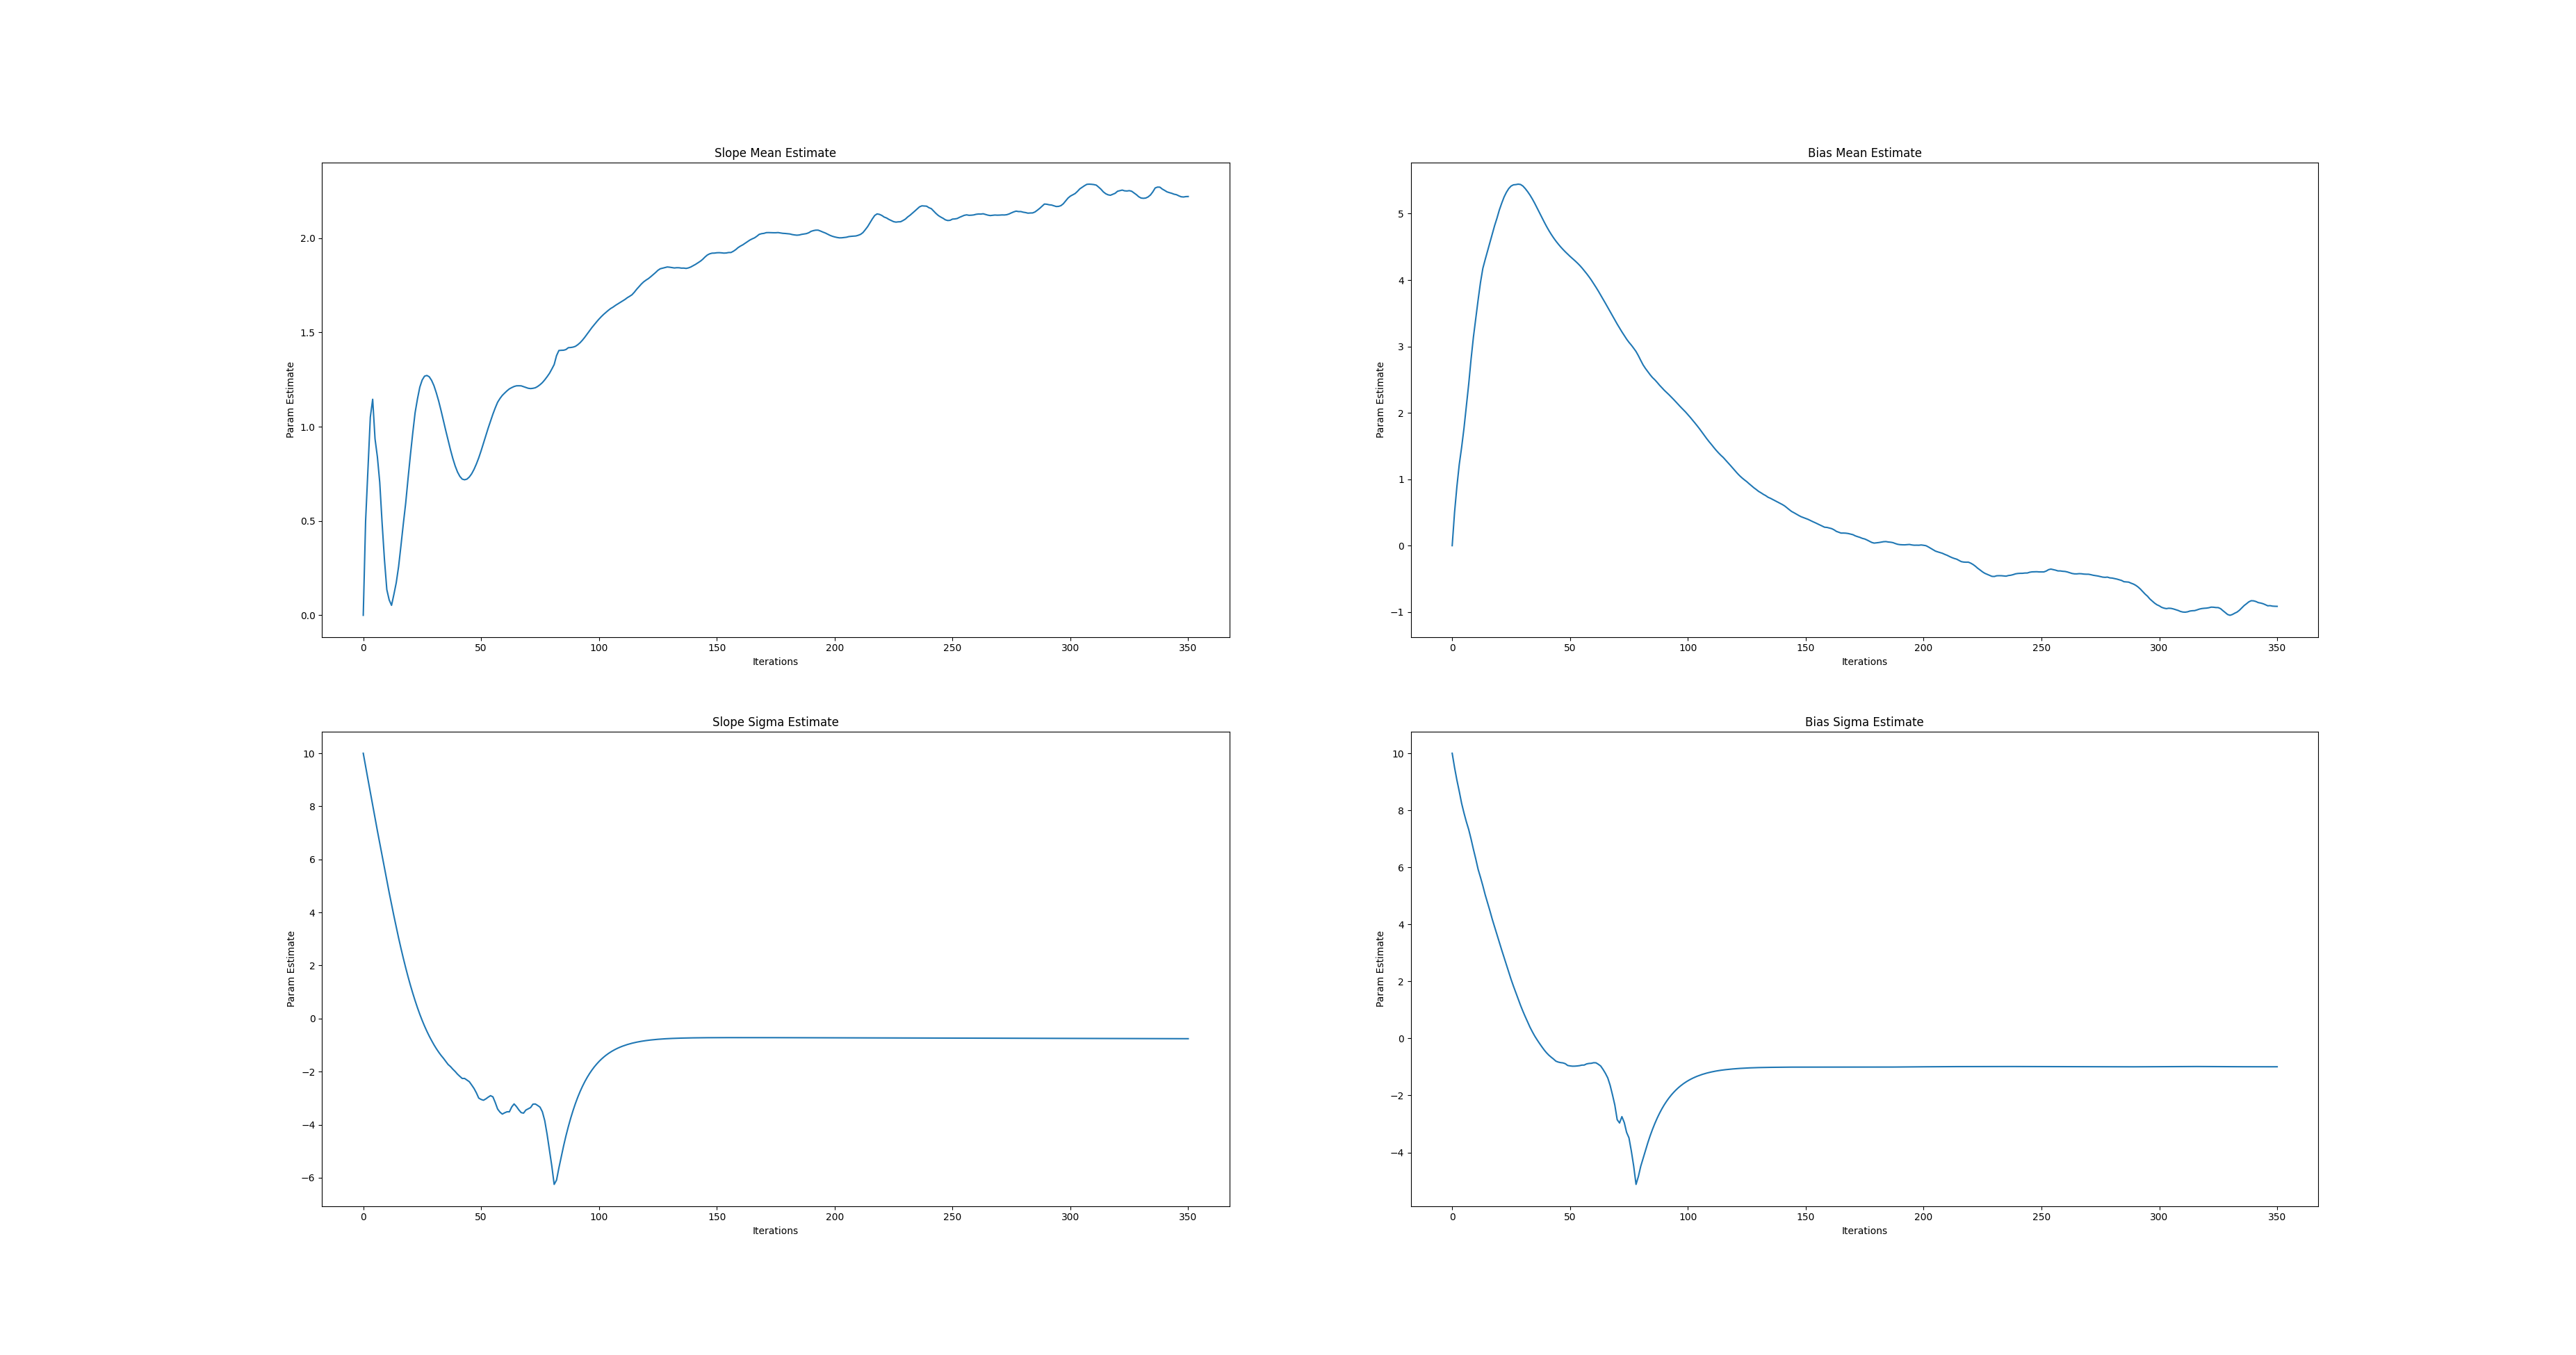 Slope Mean Estimate
Param Estimate
2.0
1.5
1.0
0.5
0.0
0 50 100 150 200 250 300 350
Iterations
Bias Mean Estimate
Param Estimate
5
4
3
2
1
0
−1
0 50 100 150 200 250 300 350
Iterations
Slope Sigma Estimate
Param Estimate
10
8
6
4
2
0
−2
−4
−6
0 50 100 150 200 250 300 350
Iterations
Bias Sigma Estimate
Param Estimate
10
8
6
4
2
0
−2
−4
0 50 100 150 200 250 300 350
Iterations